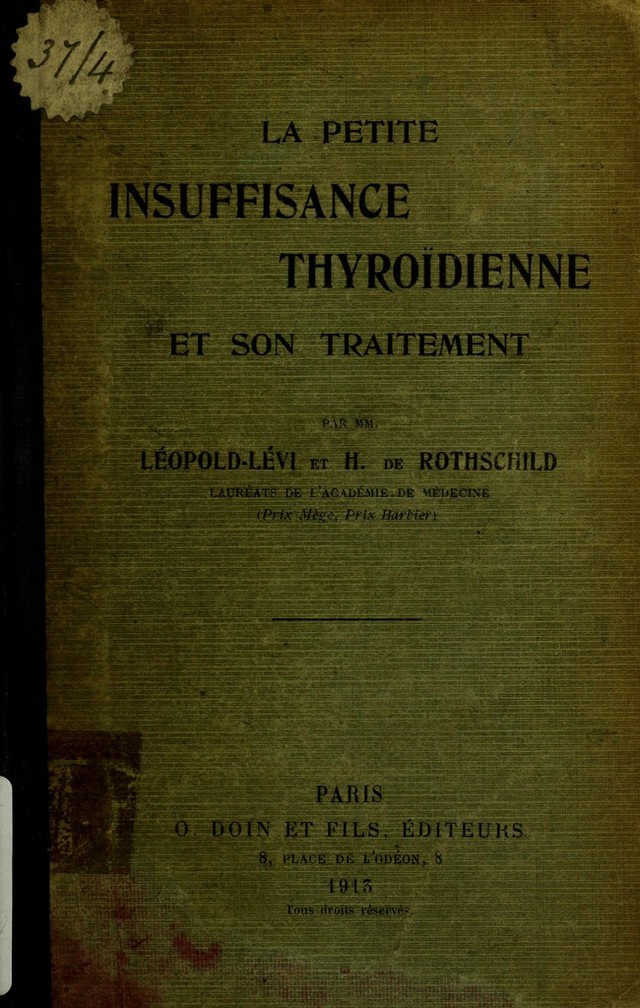 37/4
LA PETITE
INSUFFISANCE
THYROÏDIENNE
ET SON TRAITEMENT
PAR MM.
LÉOPOLD-LÉVI ET H. DE ROTHSCHILD
LAURÉATS DE L'ACADÉMIE DE MÉDECINE
(Prix Mège, Prix Barbier)
PARIS
O. DOIN ET FILS, ÉDITEURS
8, PLACE DE L'ODÉON, 8
1913
Tous droits réservés